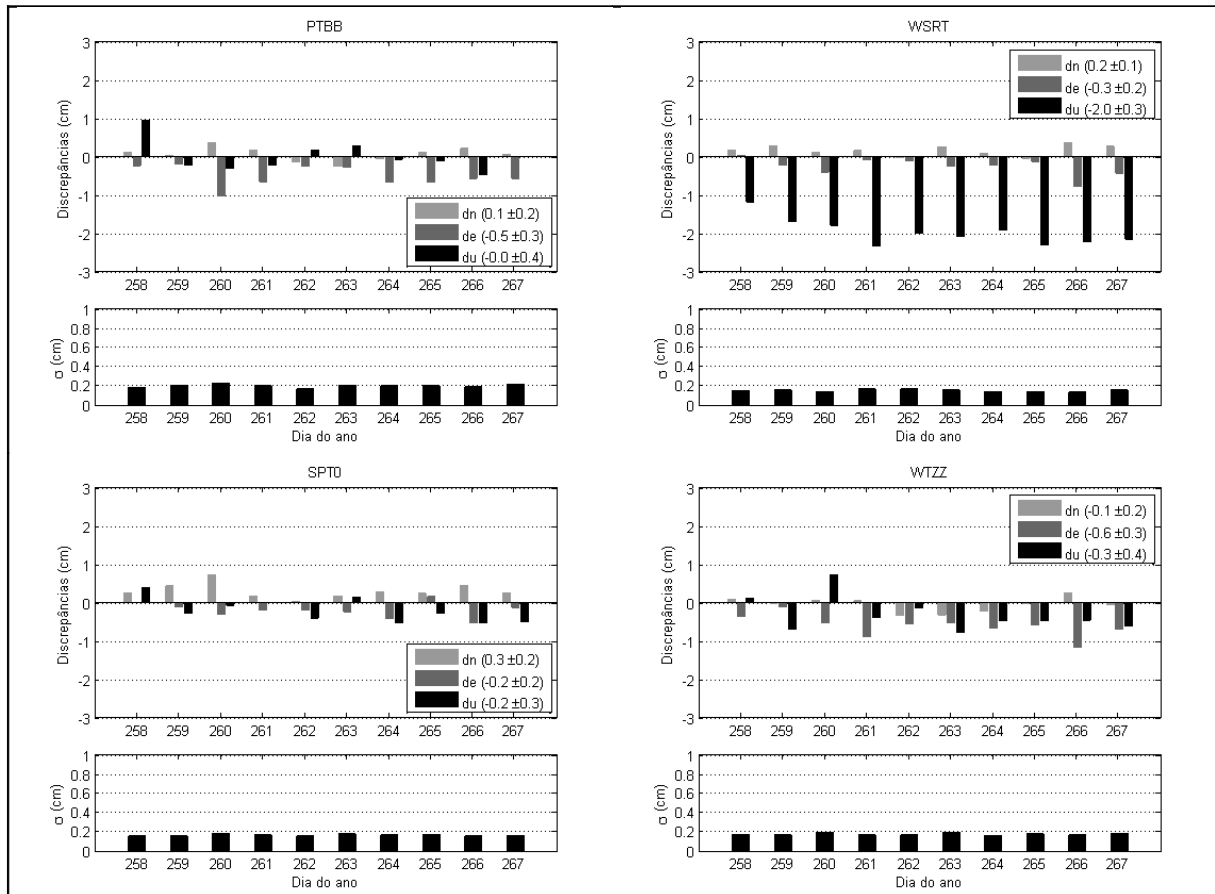 PTBB
Discrepâncias (cm)
3
2
1
0
-1
-2
-3
dn (0.1 ±0.2)
de (-0.5 ±0.3)
du (-0.0 ±0.4)
258 259 260 261 262 263 264 265 266 267
σ (cm)
1
0.8
0.6
0.4
0.2
0
258 259 260 261 262 263 264 265 266 267
Dia do ano
WSRT
Discrepâncias (cm)
3
2
1
0
-1
-2
-3
dn (0.2 ±0.1)
de (-0.3 ±0.2)
du (-2.0 ±0.3)
258 259 260 261 262 263 264 265 266 267
σ (cm)
1
0.8
0.6
0.4
0.2
0
258 259 260 261 262 263 264 265 266 267
Dia do ano
SPT0
Discrepâncias (cm)
3
2
1
0
-1
-2
-3
dn (0.3 ±0.2)
de (-0.2 ±0.2)
du (-0.2 ±0.3)
258 259 260 261 262 263 264 265 266 267
σ (cm)
1
0.8
0.6
0.4
0.2
0
258 259 260 261 262 263 264 265 266 267
Dia do ano
WTZZ
Discrepâncias (cm)
3
2
1
0
-1
-2
-3
dn (-0.1 ±0.2)
de (-0.6 ±0.3)
du (-0.3 ±0.4)
258 259 260 261 262 263 264 265 266 267
σ (cm)
1
0.8
0.6
0.4
0.2
0
258 259 260 261 262 263 264 265 266 267
Dia do ano